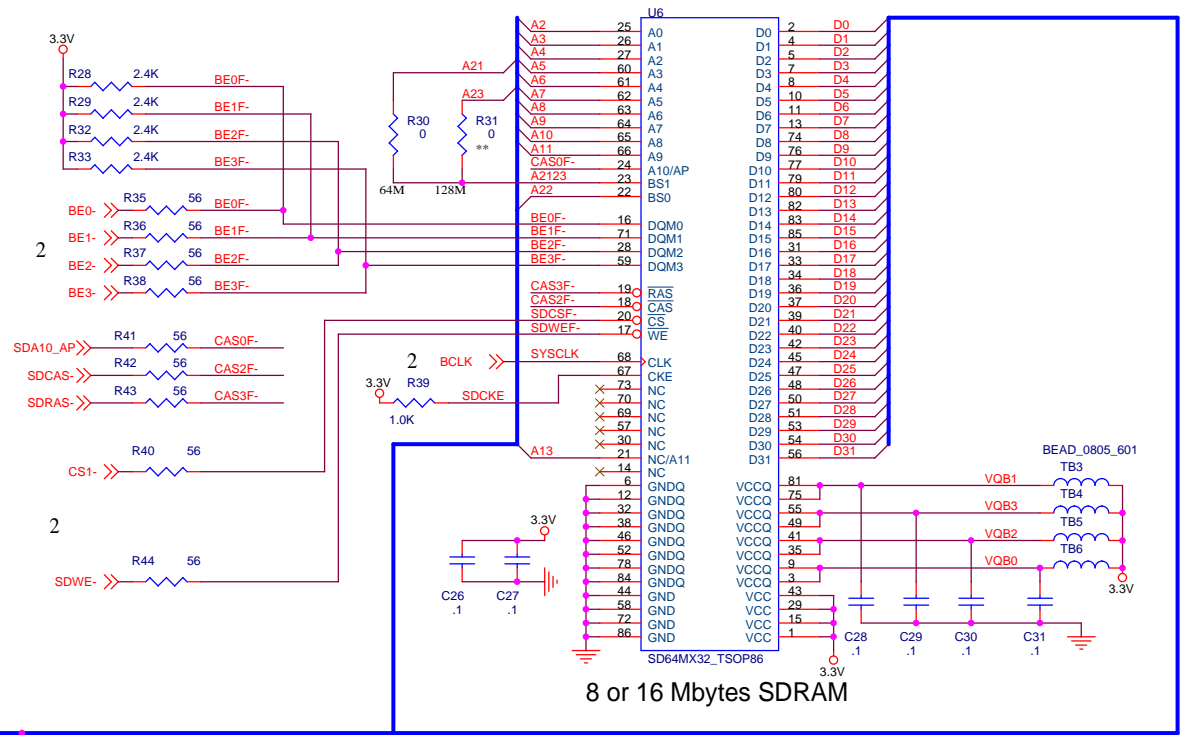 U6
3.3V
R28 2.4K BE0F-
R29 2.4K BE1F-
R32 2.4K BE2F-
R33 2.4K BE3F-
BE0- R35 56 BE0F-
BE1- R36 56 BE1F-
2
BE2- R37 56 BE2F-
BE3- R38 56 BE3F-
SDA10_AP R41 56 CAS0F-
SDCAS- R42 56 CAS2F-
SDRAS- R43 56 CAS3F-
CS1- R40 56
2
SDWE- R44 56
A21
A23
R30 0
R31 0
**
64M 128M
2 BCLK SYSCLK
3.3V R39 SDCKE
1.0K
3.3V
C26 .1
C27 .1
A2 25 A0
A3 26 A1
A4 27 A2
A5 60 A3
A6 61 A4
A7 62 A5
A8 63 A6
A9 64 A7
A10 65 A8
A11 66 A9
CAS0F- 24 A10/AP
A2123 23 BS1
A22 22 BS0
BE0F- 16 DQM0
BE1F- 71 DQM1
BE2F- 28 DQM2
BE3F- 59 DQM3
CAS3F- 19 RAS
CAS2F- 18 CAS
SDCSF- 20 CS
SDWEF- 17 WE
68 CLK
67 CKE
73 NC
70 NC
69 NC
57 NC
30 NC
A13 21 NC/A11
14 NC
6 GNDQ
12 GNDQ
32 GNDQ
38 GNDQ
46 GNDQ
52 GNDQ
78 GNDQ
84 GNDQ
44 GND
58 GND
72 GND
86 GND
D0 2 D0
D1 4 D1
D2 5 D2
D3 7 D3
D4 8 D4
D5 10 D5
D6 11 D6
D7 13 D7
D8 74 D8
D9 76 D9
D10 77 D10
D11 79 D11
D12 80 D12
D13 82 D13
D14 83 D14
D15 85 D15
D16 31 D16
D17 33 D17
D18 34 D18
D19 36 D19
D20 37 D20
D21 39 D21
D22 40 D22
D23 42 D23
D24 45 D24
D25 47 D25
D26 48 D26
D27 50 D27
D28 51 D28
D29 53 D29
D30 54 D30
D31 56 D31
VCCQ 81 VQB1
VCCQ 75
VCCQ 55 VQB3
VCCQ 49
VCCQ 41 VQB2
VCCQ 35
VCCQ 9 VQB0
VCCQ 3
VCC 43
VCC 29
VCC 15
VCC 1
BEAD_0805_601
TB3
TB4
TB5
TB6
3.3V
C28 .1
C29 .1
C30 .1
C31 .1
3.3V
SD64MX32_TSOP86
8 or 16 Mbytes SDRAM